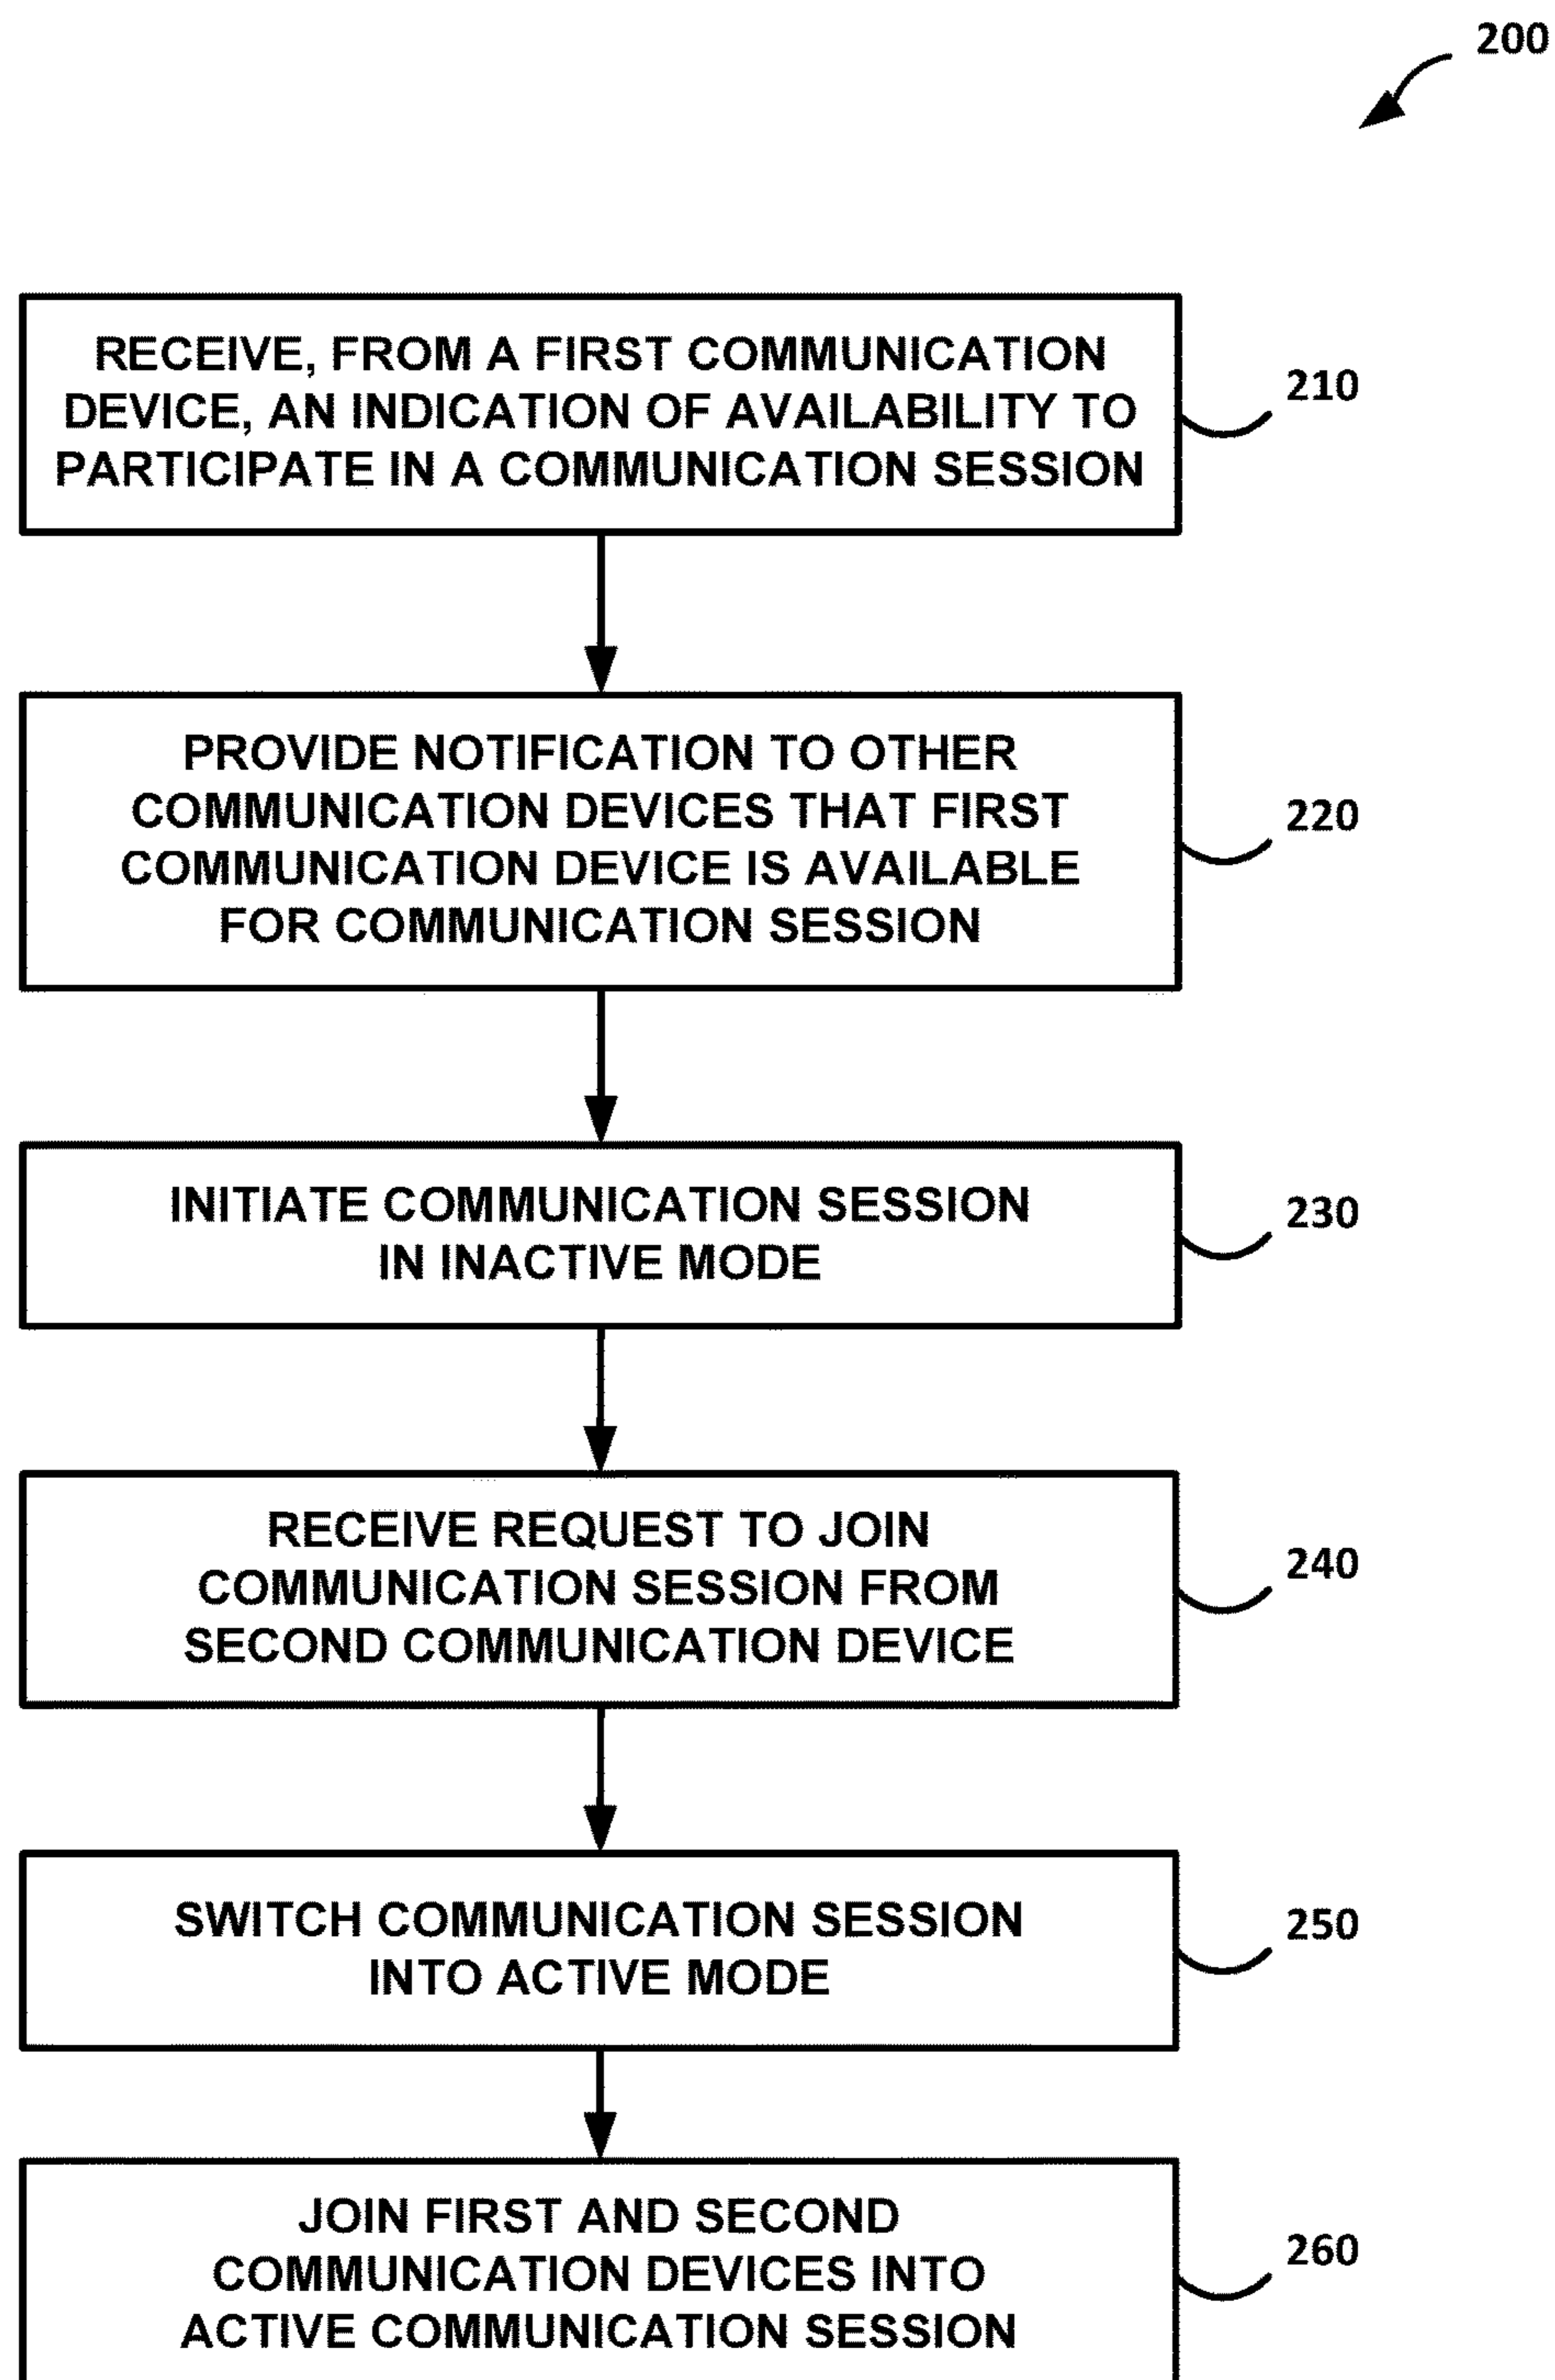 200
RECEIVE, FROM A FIRST COMMUNICATION
DEVICE, AN INDICATION OF AVAILABILITY TO
PARTICIPATE IN A COMMUNICATION SESSION
210
PROVIDE NOTIFICATION TO OTHER
COMMUNICATION DEVICES THAT FIRST
COMMUNICATION DEVICE IS AVAILABLE
FOR COMMUNICATION SESSION
220
INITIATE COMMUNICATION SESSION
IN INACTIVE MODE
230
RECEIVE REQUEST TO JOIN
COMMUNICATION SESSION FROM
SECOND COMMUNICATION DEVICE
240
SWITCH COMMUNICATION SESSION
INTO ACTIVE MODE
250
JOIN FIRST AND SECOND
COMMUNICATION DEVICES INTO
ACTIVE COMMUNICATION SESSION
260